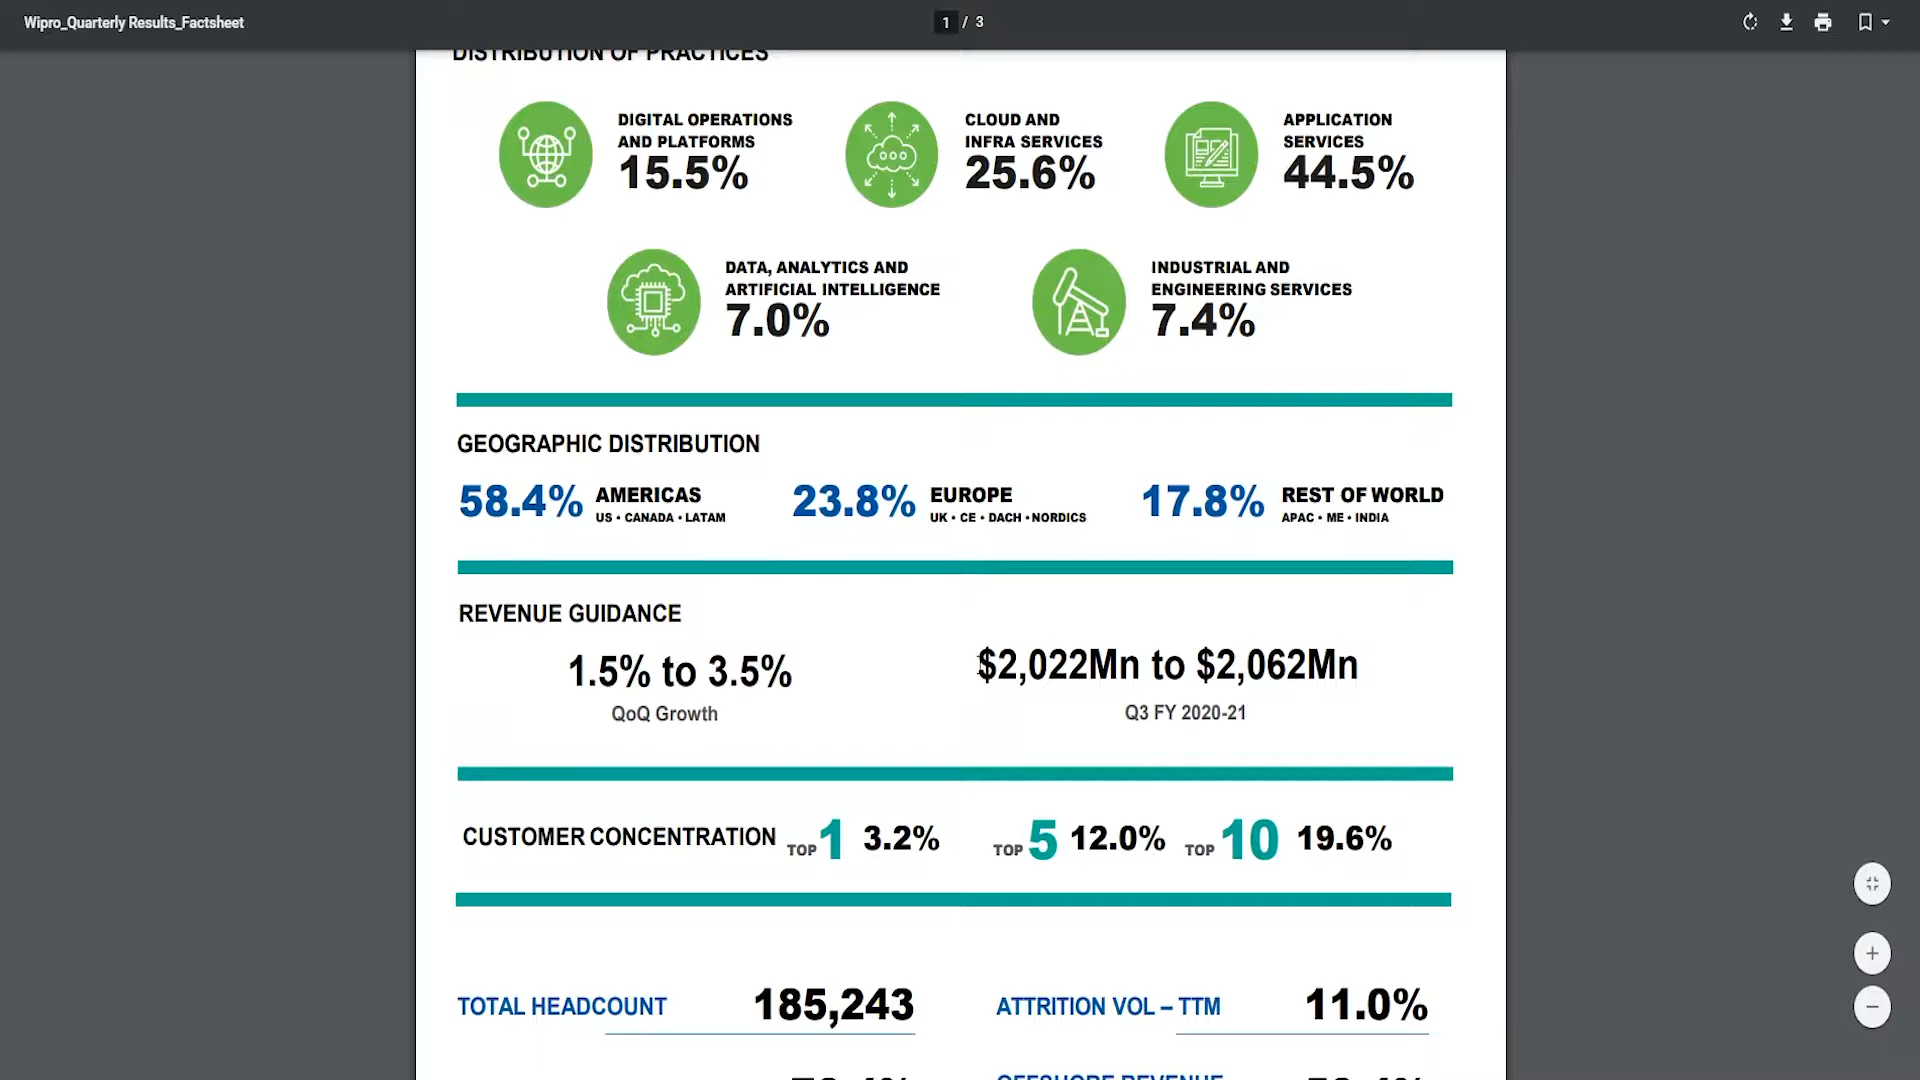 Wipro_Quarterly Results_Factsheet
1 / 3
DISTRIBUTION OF PRACTICES
DIGITAL OPERATIONS
AND PLATFORMS
15.5%
CLOUD AND
INFRA SERVICES
25.6%
APPLICATION
SERVICES
44.5%
DATA, ANALYTICS AND
ARTIFICIAL INTELLIGENCE
7.0%
INDUSTRIAL AND
ENGINEERING SERVICES
7.4%
GEOGRAPHIC DISTRIBUTION
58.4% AMERICAS
US • CANADA • LATAM
23.8% EUROPE
UK • CE • DACH • NORDICS
17.8% REST OF WORLD
APAC • ME • INDIA
REVENUE GUIDANCE
1.5% to 3.5%
QoQ Growth
$2,022Mn to $2,062Mn
Q3 FY 2020-21
CUSTOMER CONCENTRATION TOP 1 3.2% TOP 5 12.0% TOP 10 19.6%
TOTAL HEADCOUNT 185,243
ATTRITION VOL – TTM 11.0%
OFFSHORE REVENUE